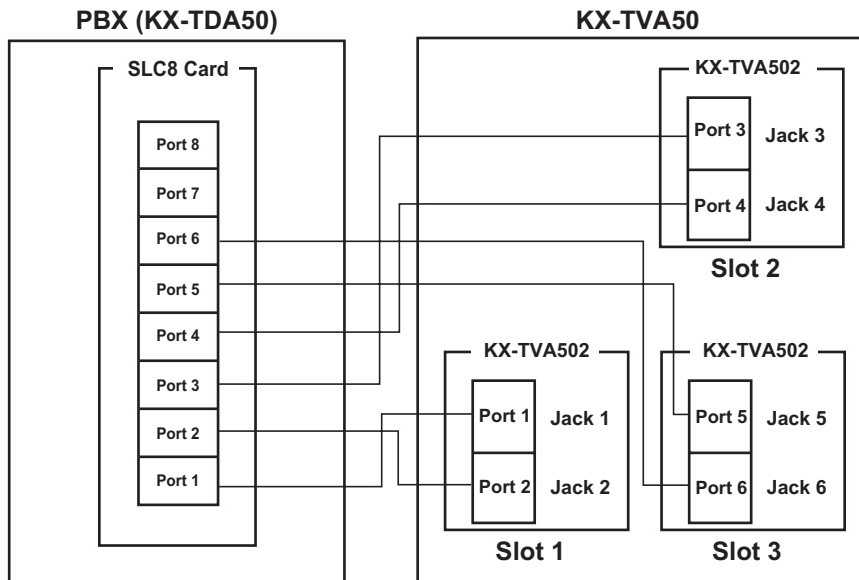 PBX (KX-TDA50)
SLC8 Card
Port 8
Port 7
Port 6
Port 5
Port 4
Port 3
Port 2
Port 1
KX-TVA50
KX-TVA502
Port 3 Jack 3
Port 4 Jack 4
Slot 2
KX-TVA502
Port 1 Jack 1
Port 2 Jack 2
Slot 1
KX-TVA502
Port 5 Jack 5
Port 6 Jack 6
Slot 3